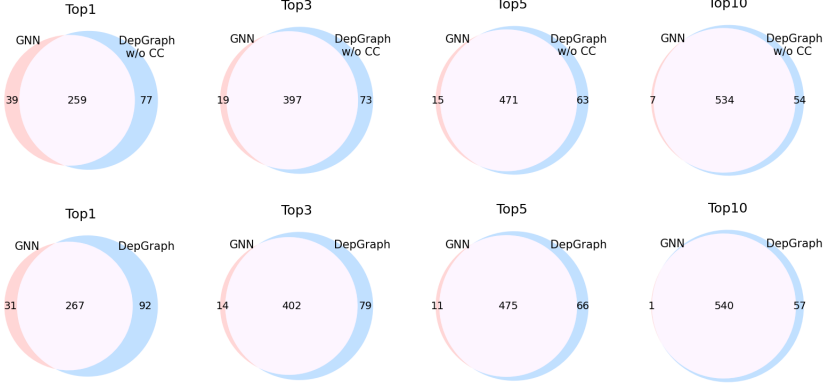 Top1
GNN
DepGraph
w/o CC
39
259
77
Top3
GNN
DepGraph
w/o CC
19
397
73
Top5
GNN
DepGraph
w/o CC
15
471
63
Top10
GNN
DepGraph
w/o CC
7
534
54
Top1
GNN
DepGraph
31
267
92
Top3
GNN
DepGraph
14
402
79
Top5
GNN
DepGraph
11
475
66
Top10
GNN
DepGraph
1
540
57